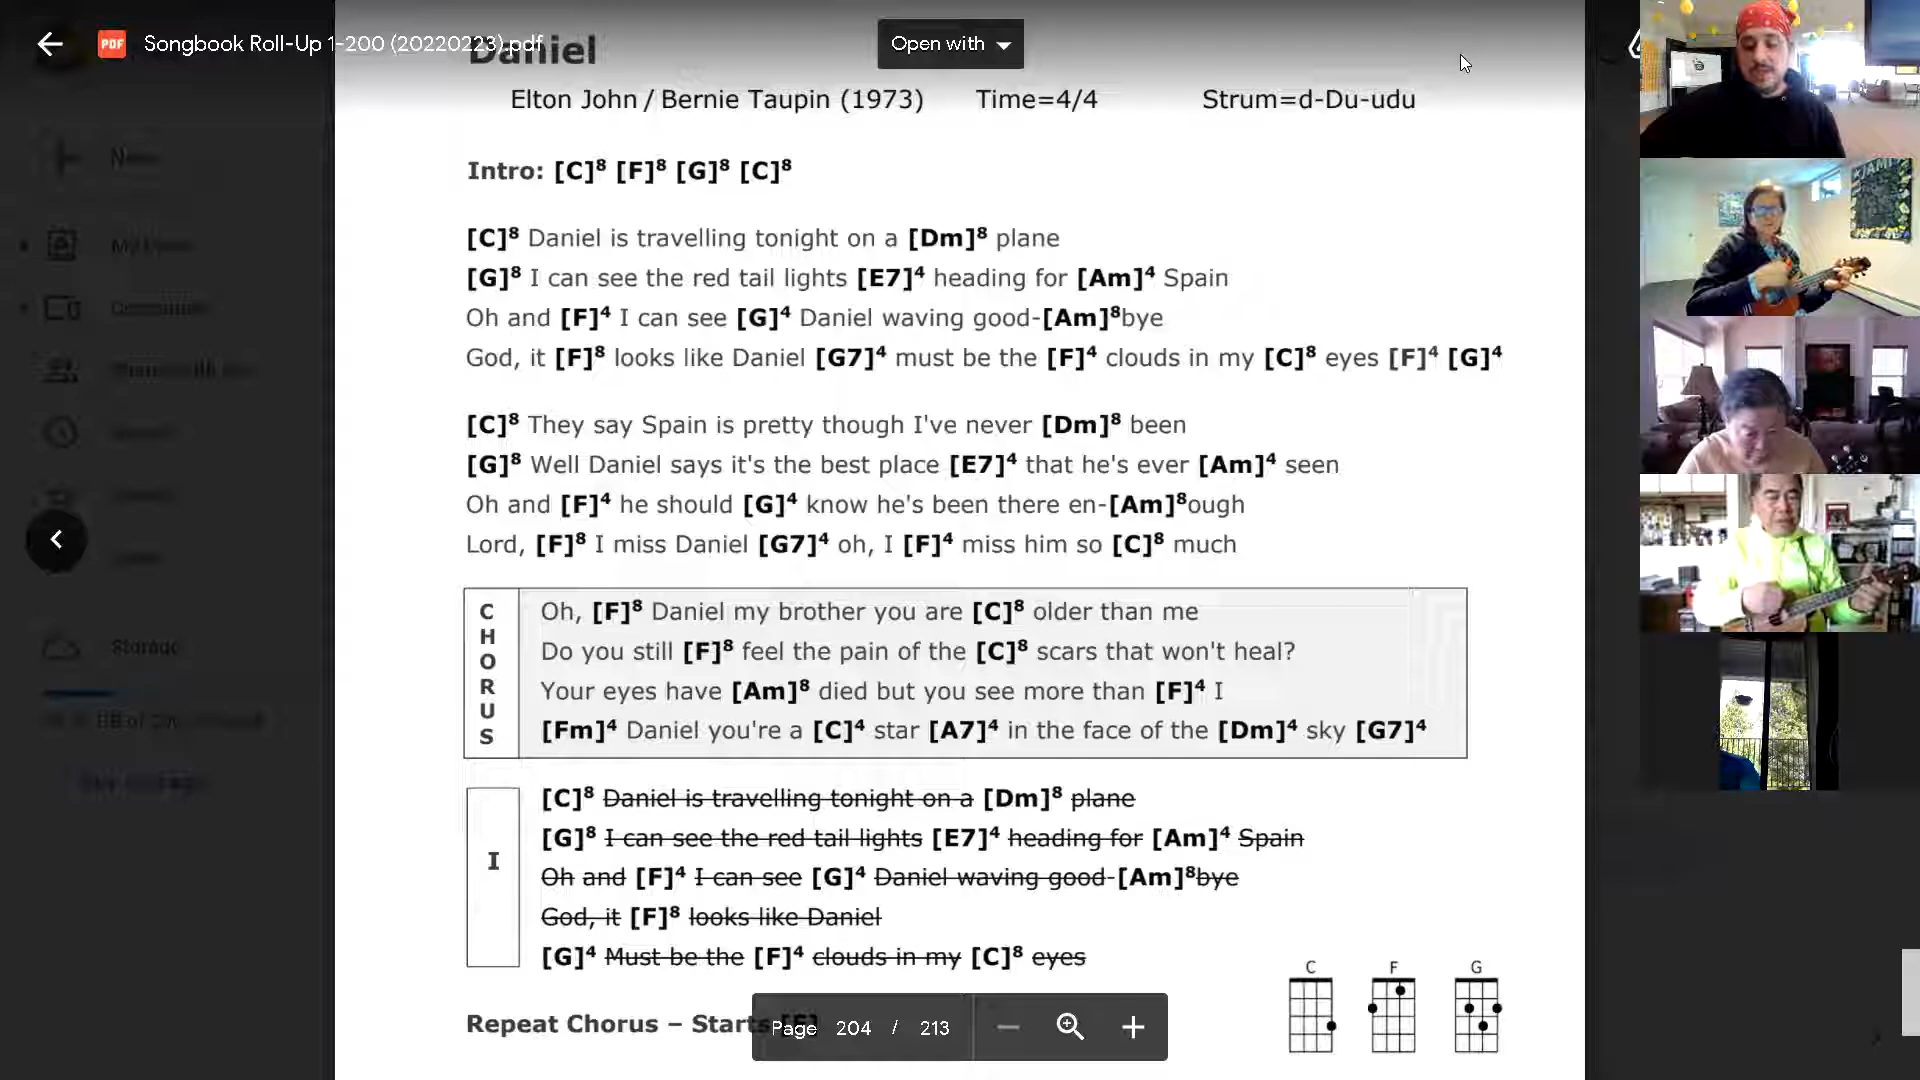 Songbook Roll-Up 1-200 (20220223).pdf
Open with
Daniel
Elton John / Bernie Taupin (1973) Time=4/4 Strum=d-Du-udu
Intro: [C]⁸ [F]⁸ [G]⁸ [C]⁸
[C]⁸ Daniel is travelling tonight on a [Dm]⁸ plane
[G]⁸ I can see the red tail lights [E7]⁴ heading for [Am]⁴ Spain
Oh and [F]⁴ I can see [G]⁴ Daniel waving good-[Am]⁸bye
God, it [F]⁸ looks like Daniel [G7]⁴ must be the [F]⁴ clouds in my [C]⁸ eyes [F]⁴ [G]⁴
[C]⁸ They say Spain is pretty though I've never [Dm]⁸ been
[G]⁸ Well Daniel says it's the best place [E7]⁴ that he's ever [Am]⁴ seen
Oh and [F]⁴ he should [G]⁴ know he's been there en-[Am]⁸ough
Lord, [F]⁸ I miss Daniel [G7]⁴ oh, I [F]⁴ miss him so [C]⁸ much
CHORUS
Oh, [F]⁸ Daniel my brother you are [C]⁸ older than me
Do you still [F]⁸ feel the pain of the [C]⁸ scars that won't heal?
Your eyes have [Am]⁸ died but you see more than [F]⁴ I
[Fm]⁴ Daniel you're a [C]⁴ star [A7]⁴ in the face of the [Dm]⁴ sky [G7]⁴
I
[C]⁸ Daniel is travelling tonight on a [Dm]⁸ plane
[G]⁸ I can see the red tail lights [E7]⁴ heading for [Am]⁴ Spain
Oh and [F]⁴ I can see [G]⁴ Daniel waving good-[Am]⁸bye
God, it [F]⁸ looks like Daniel
[G]⁴ Must be the [F]⁴ clouds in my [C]⁸ eyes
Repeat Chorus – Starts
C F G
Page 204 / 213
Storage
JAM